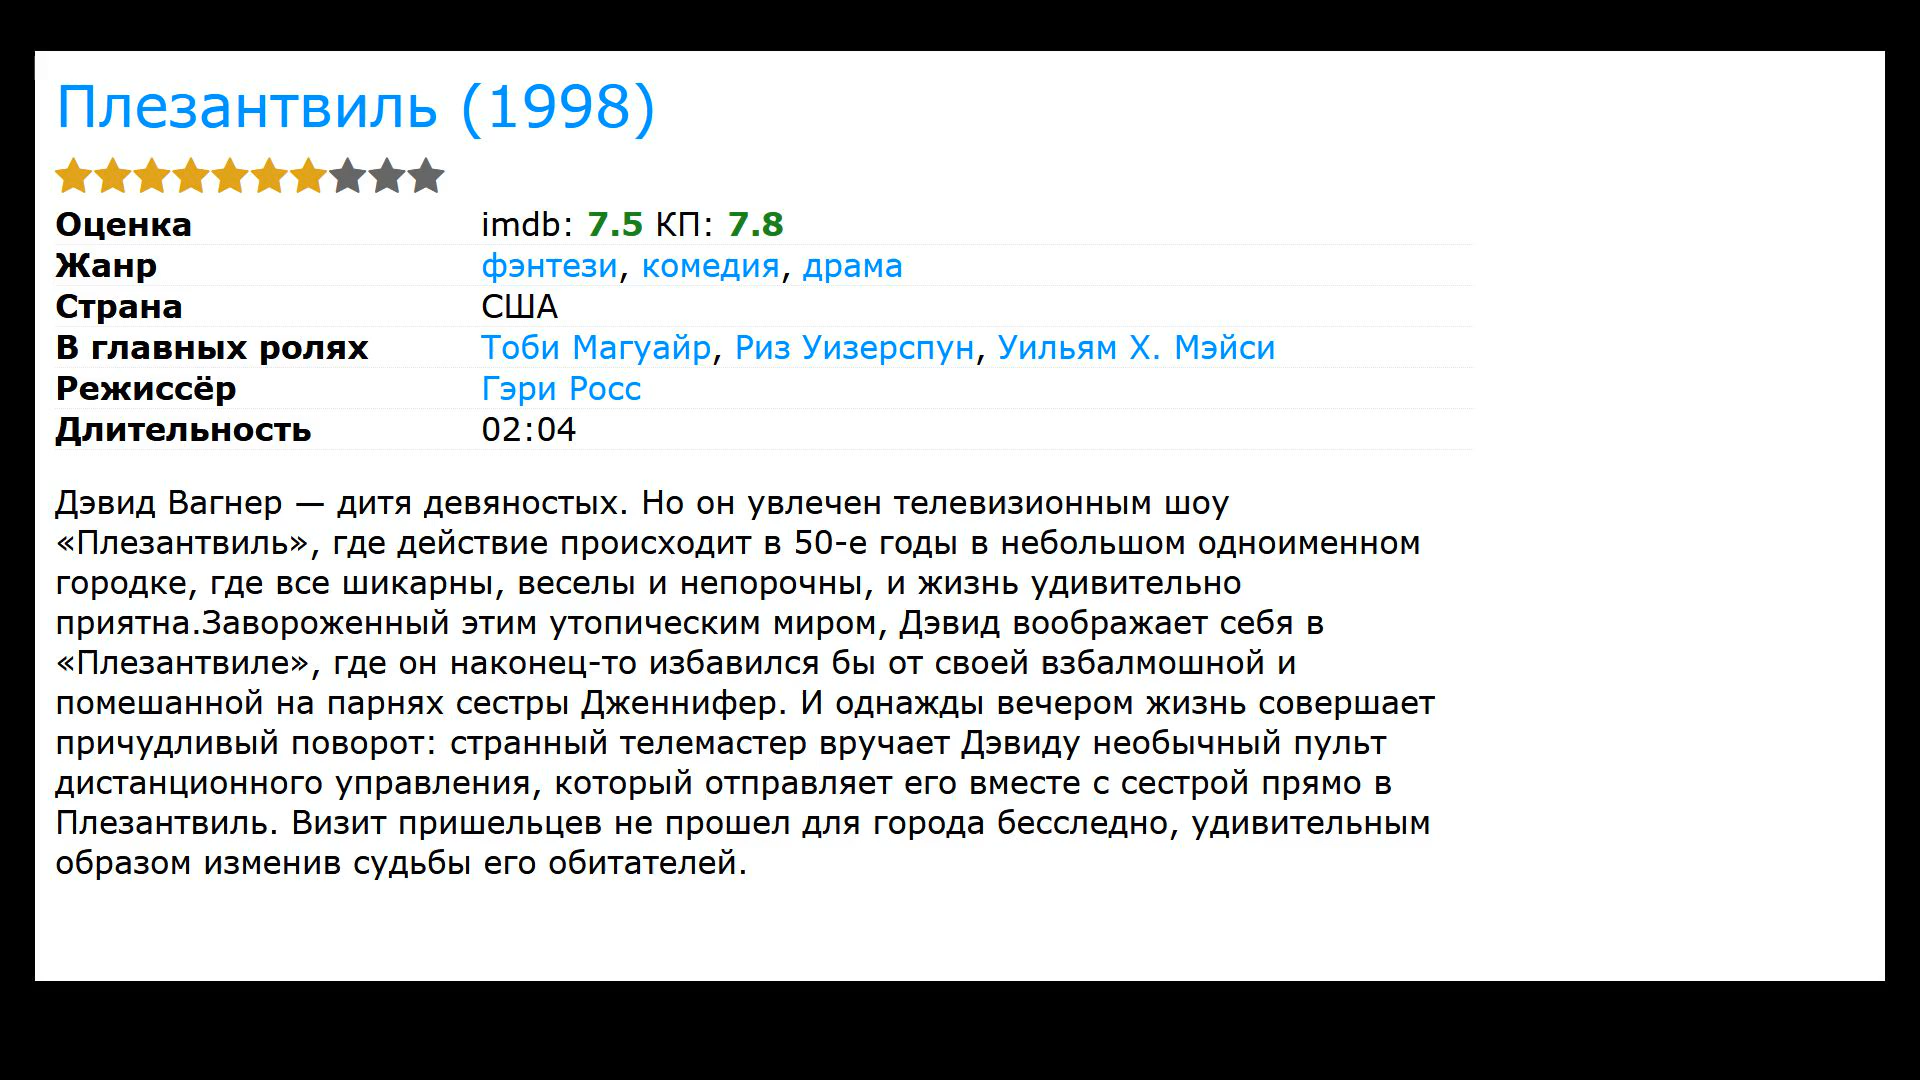 Плезантвиль (1998)
Оценка imdb: 7.5 КП: 7.8
Жанр фэнтези, комедия, драма
Страна США
В главных ролях Тоби Магуайр, Риз Уизерспун, Уильям Х. Мэйси
Режиссёр Гэри Росс
Длительность 02:04
Дэвид Вагнер — дитя девяностых. Но он увлечен телевизионным шоу
«Плезантвиль», где действие происходит в 50-е годы в небольшом одноименном
городке, где все шикарны, веселы и непорочны, и жизнь удивительно
приятна.Завороженный этим утопическим миром, Дэвид воображает себя в
«Плезантвиле», где он наконец-то избавился бы от своей взбалмошной и
помешанной на парнях сестры Дженнифер. И однажды вечером жизнь совершает
причудливый поворот: странный телемастер вручает Дэвиду необычный пульт
дистанционного управления, который отправляет его вместе с сестрой прямо в
Плезантвиль. Визит пришельцев не прошел для города бесследно, удивительным
образом изменив судьбы его обитателей.